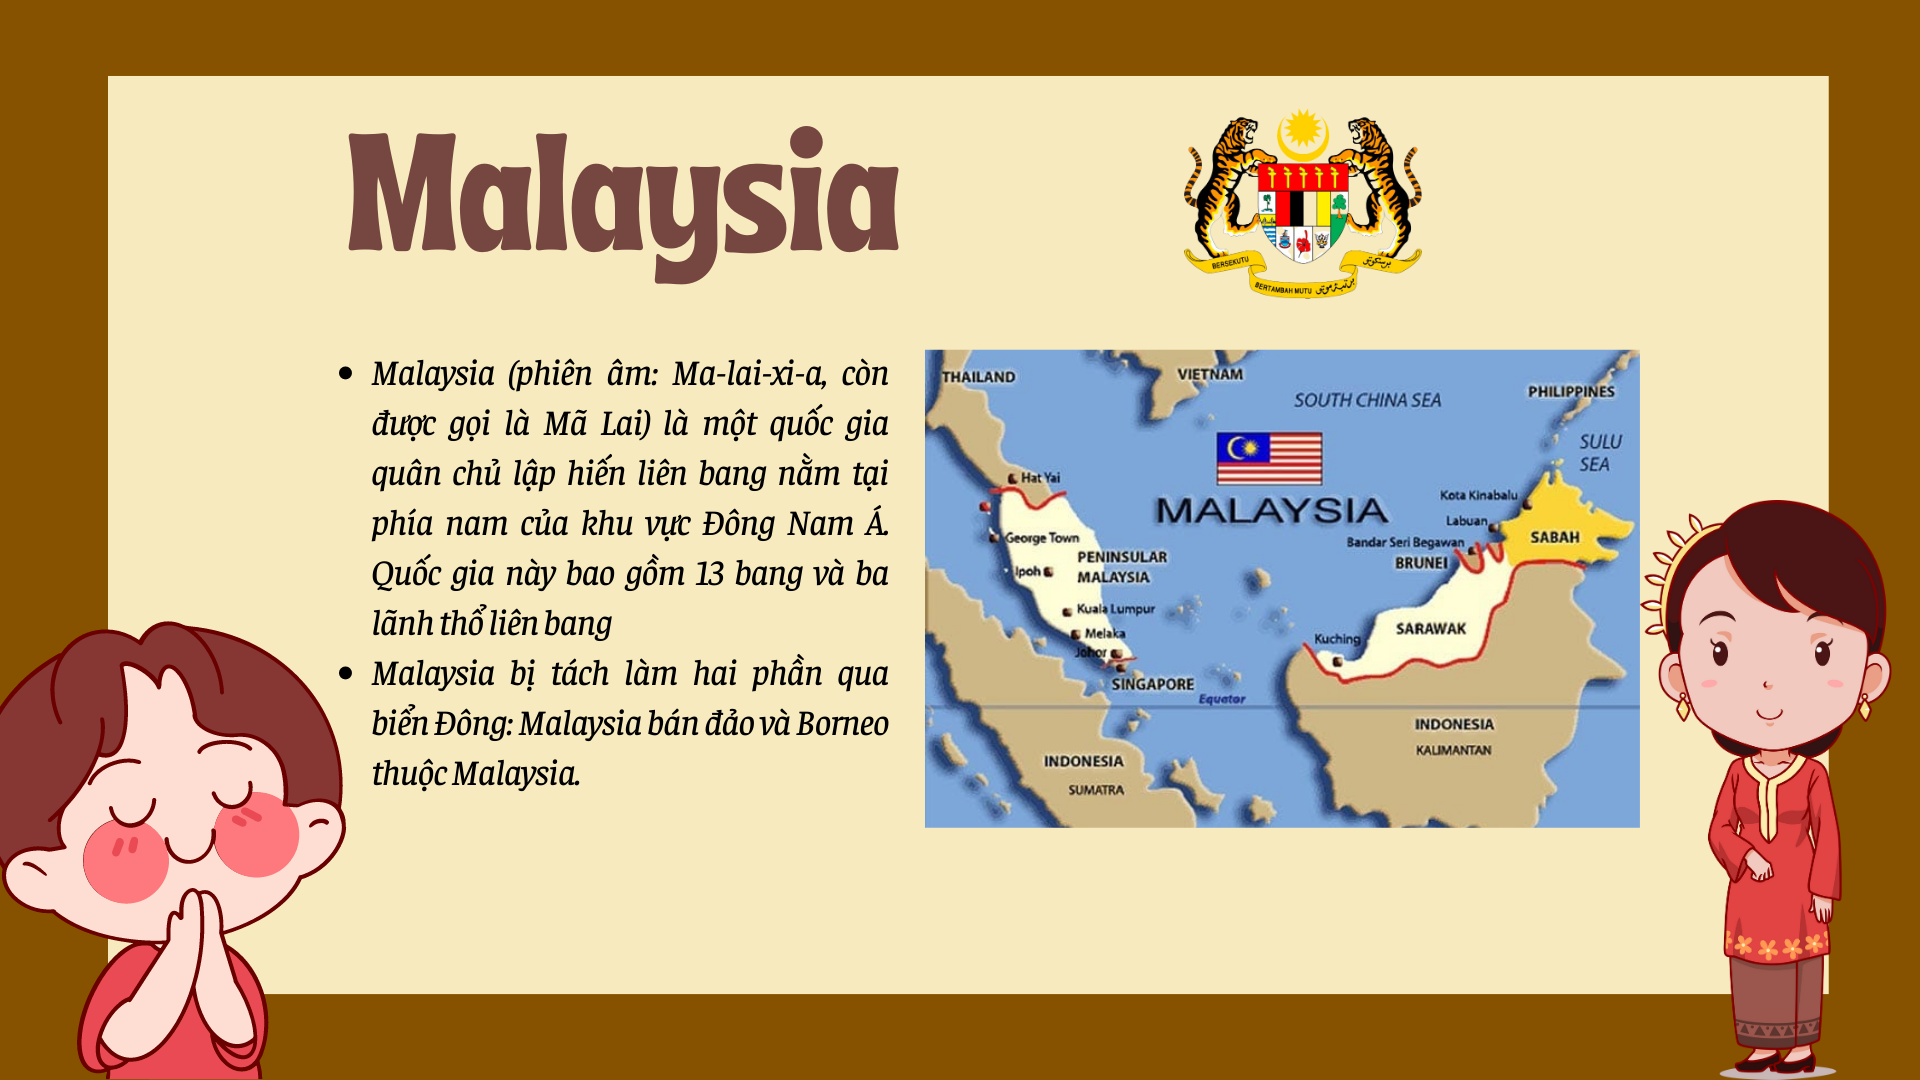 Malaysia
BERSEKUTU
BERTAMBAH MUTU
• Malaysia (phiên âm: Ma-lai-xi-a, còn
được gọi là Mã Lai) là một quốc gia
quân chủ lập hiến liên bang nằm tại
phía nam của khu vực Đông Nam Á.
Quốc gia này bao gồm 13 bang và ba
lãnh thổ liên bang
• Malaysia bị tách làm hai phần qua
biển Đông: Malaysia bán đảo và Borneo
thuộc Malaysia.
THAILAND
VIETNAM
SOUTH CHINA SEA
PHILIPPINES
SULU
SEA
Hat Yai
MALAYSIA
Kota Kinabalu
Labuan
George Town
Bandar Seri Begawan
SABAH
PENINSULAR
MALAYSIA
BRUNEI
Ipoh
Kuala Lumpur
Melaka
SARAWAK
Kuching
Johor
SINGAPORE
Equator
INDONESIA
KALIMANTAN
INDONESIA
SUMATRA